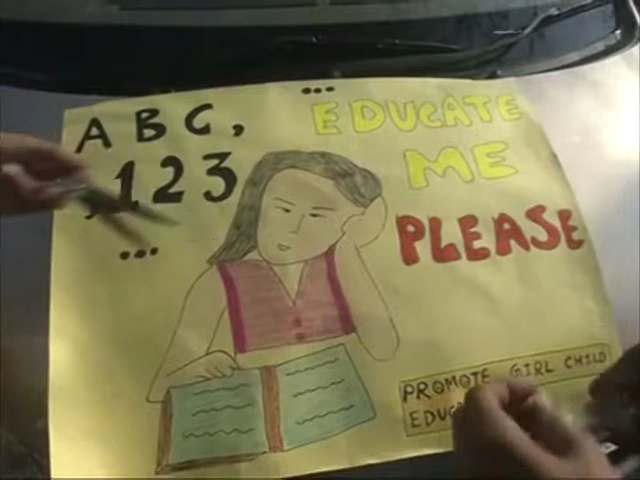 ABC,
123
...
... EDUCATE
ME
PLEASE
PROMOTE GIRL CHILD